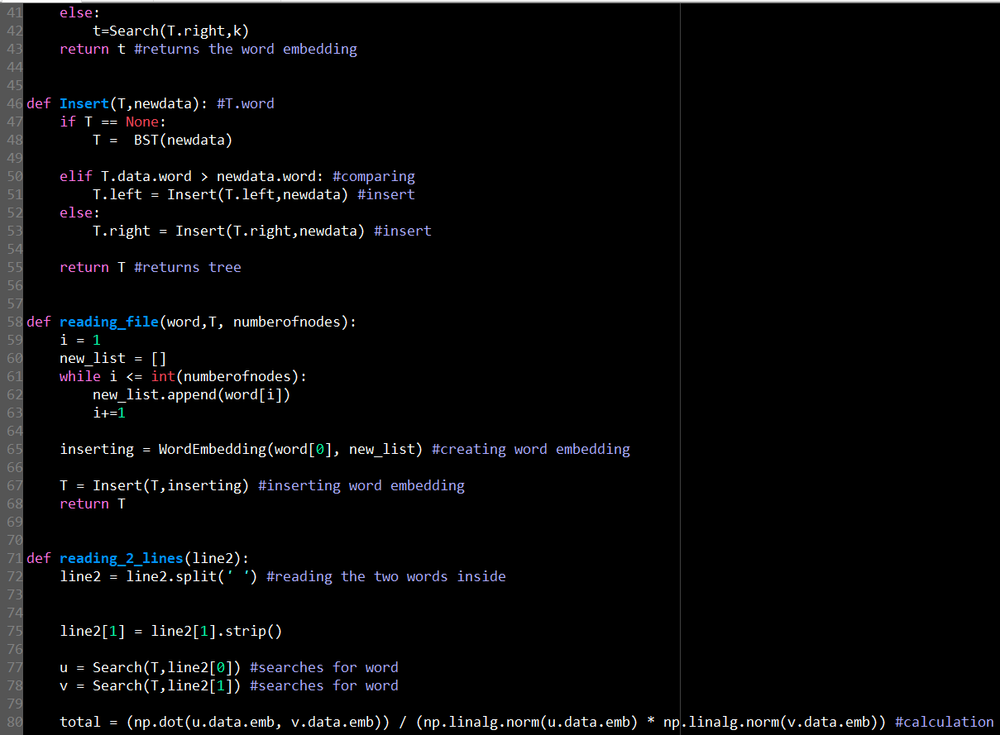 41 else:
42 t=Search(T.right,k)
43 return t #returns the word embedding
44
45
46 def Insert(T,newdata): #T.word
47 if T == None:
48 T =  BST(newdata)
49
50 elif T.data.word > newdata.word: #comparing
51 T.left = Insert(T.left,newdata) #insert
52 else:
53 T.right = Insert(T.right,newdata) #insert
54
55 return T #returns tree
56
57
58 def reading_file(word,T, numberofnodes):
59 i = 1
60 new_list = []
61 while i <= int(numberofnodes):
62 new_list.append(word[i])
63 i+=1
64
65 inserting = WordEmbedding(word[0], new_list) #creating word embedding
66
67 T = Insert(T,inserting) #inserting word embedding
68 return T
69
70
71 def reading_2_lines(line2):
72 line2 = line2.split(' ') #reading the two words inside
73
74
75 line2[1] = line2[1].strip()
76
77 u = Search(T,line2[0]) #searches for word
78 v = Search(T,line2[1]) #searches for word
79
80 total = (np.dot(u.data.emb, v.data.emb)) / (np.linalg.norm(u.data.emb) * np.linalg.norm(v.data.emb)) #calculation